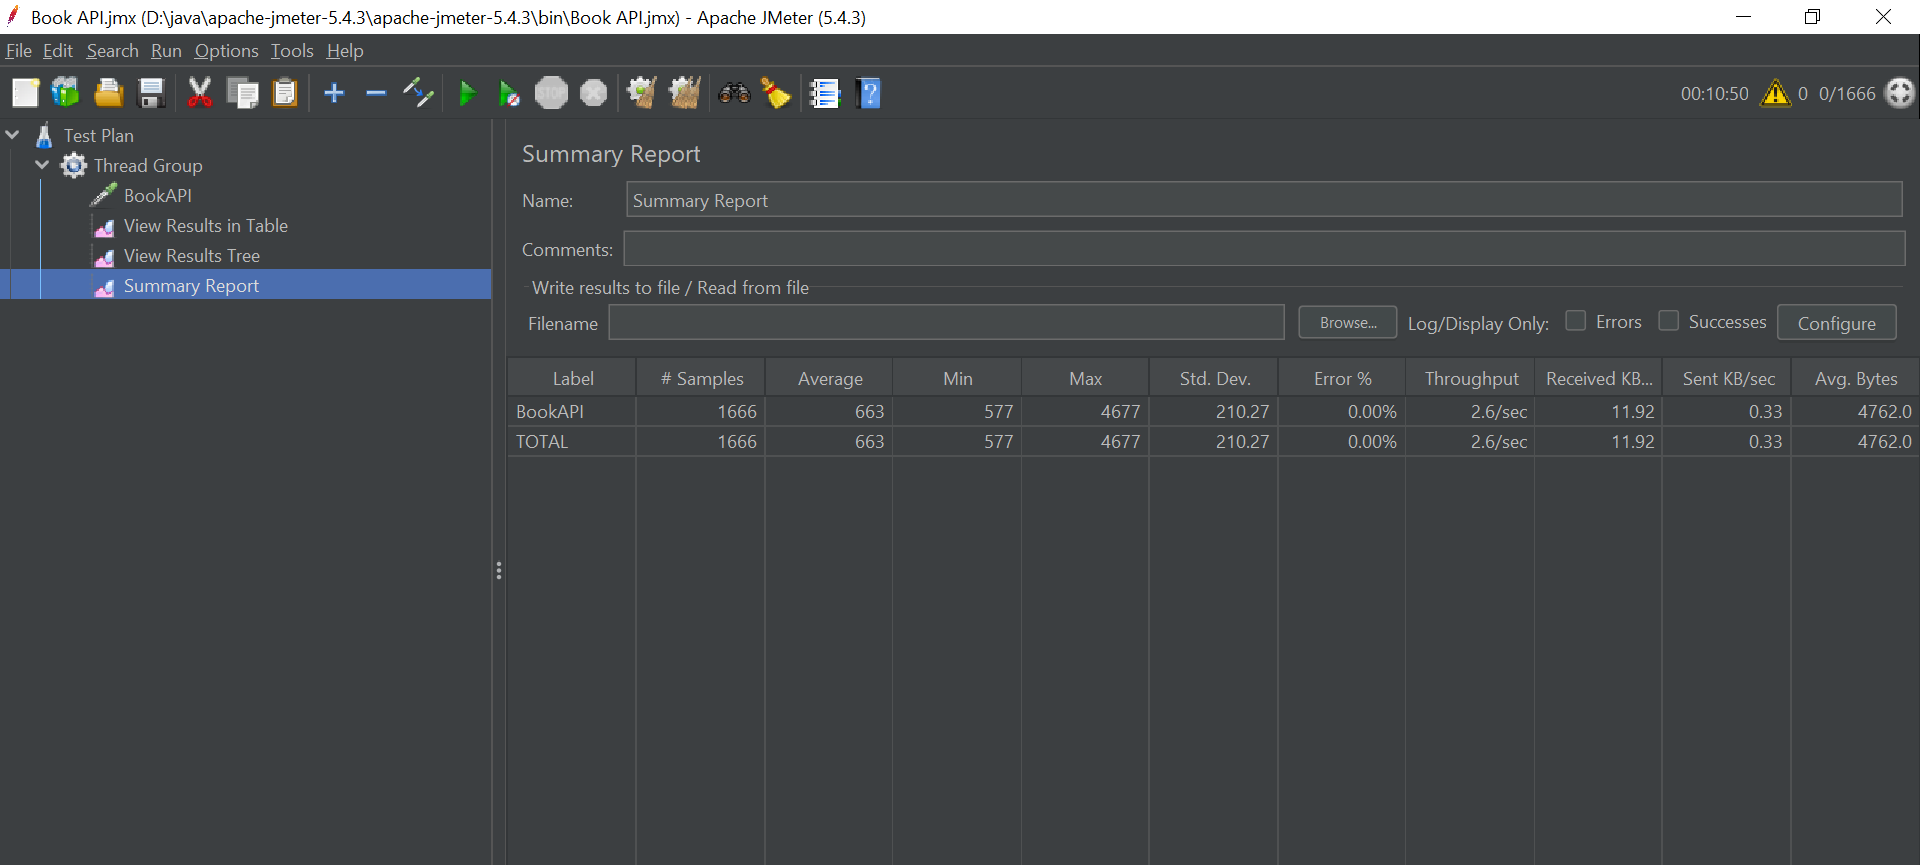 Book API.jmx (D:\java\apache-jmeter-5.4.3\apache-jmeter-5.4.3\bin\Book API.jmx) - Apache JMeter (5.4.3)
File Edit Search Run Options Tools Help
STOP ? 00:10:50 0 0/1666
Test Plan
Thread Group
BookAPI
View Results in Table
View Results Tree
Summary Report
Summary Report
Name: Summary Report
Comments:
Write results to file / Read from file
Filename Browse... Log/Display Only: Errors Successes Configure
Label # Samples Average Min Max Std. Dev. Error % Throughput Received KB... Sent KB/sec Avg. Bytes
BookAPI 1666 663 577 4677 210.27 0.00% 2.6/sec 11.92 0.33 4762.0
TOTAL 1666 663 577 4677 210.27 0.00% 2.6/sec 11.92 0.33 4762.0